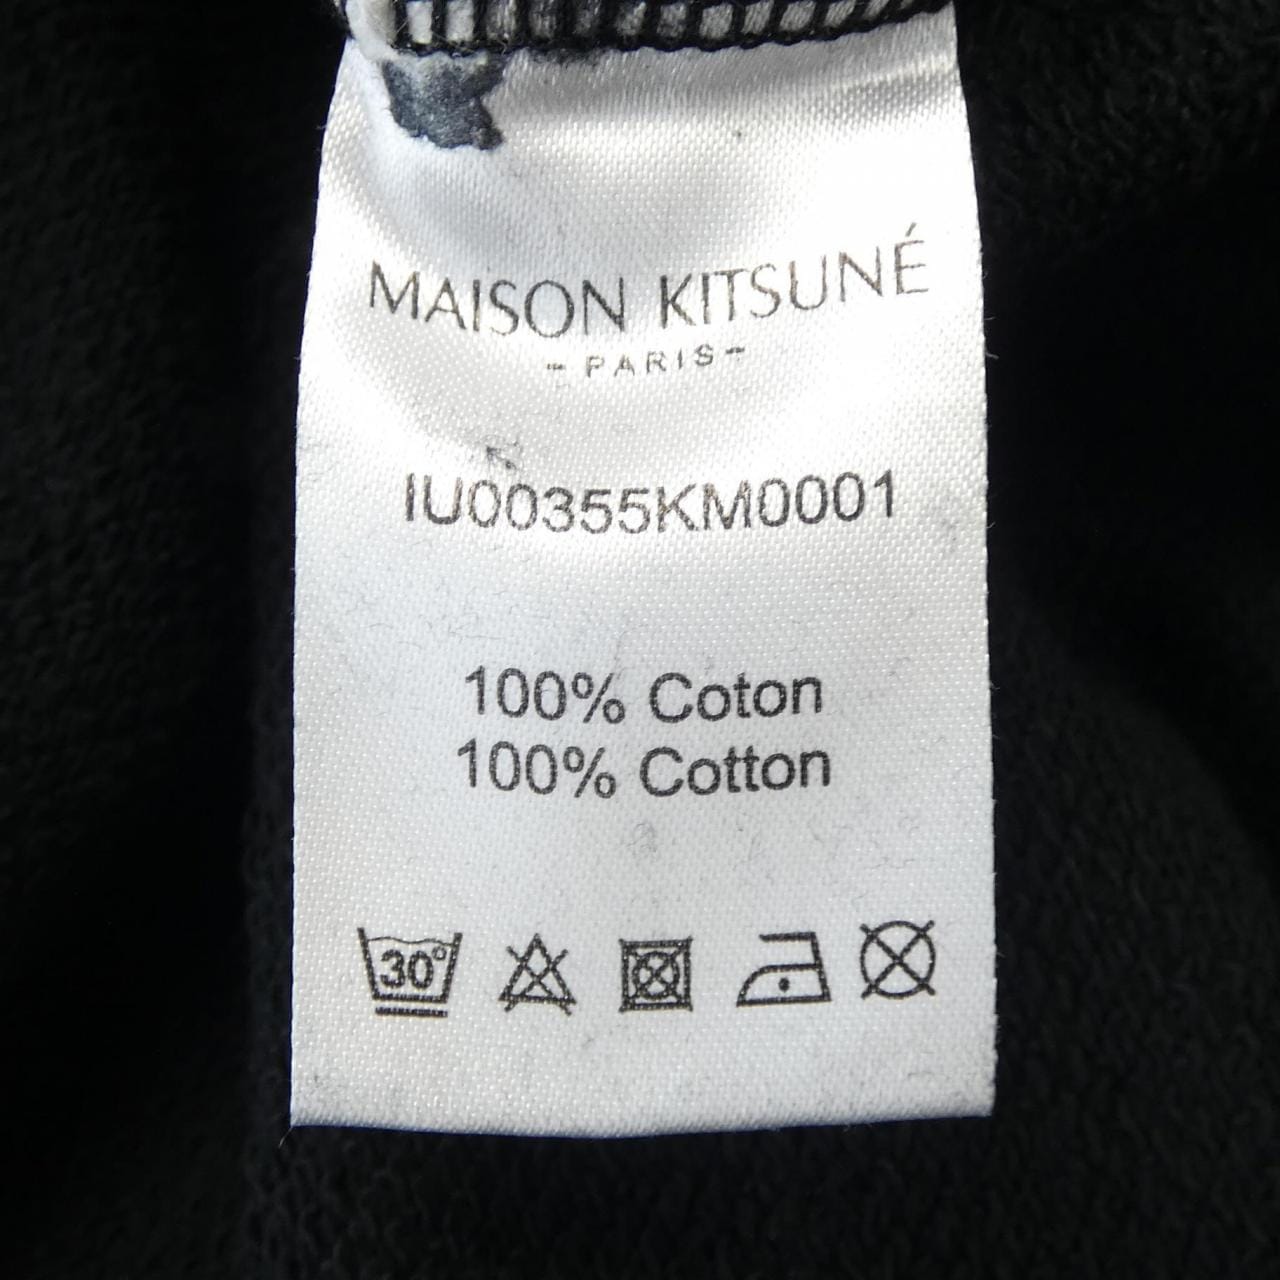 MAISON KITSUNÉ
- PARIS -
IU00355KM0001
100% Coton
100% Cotton
30°